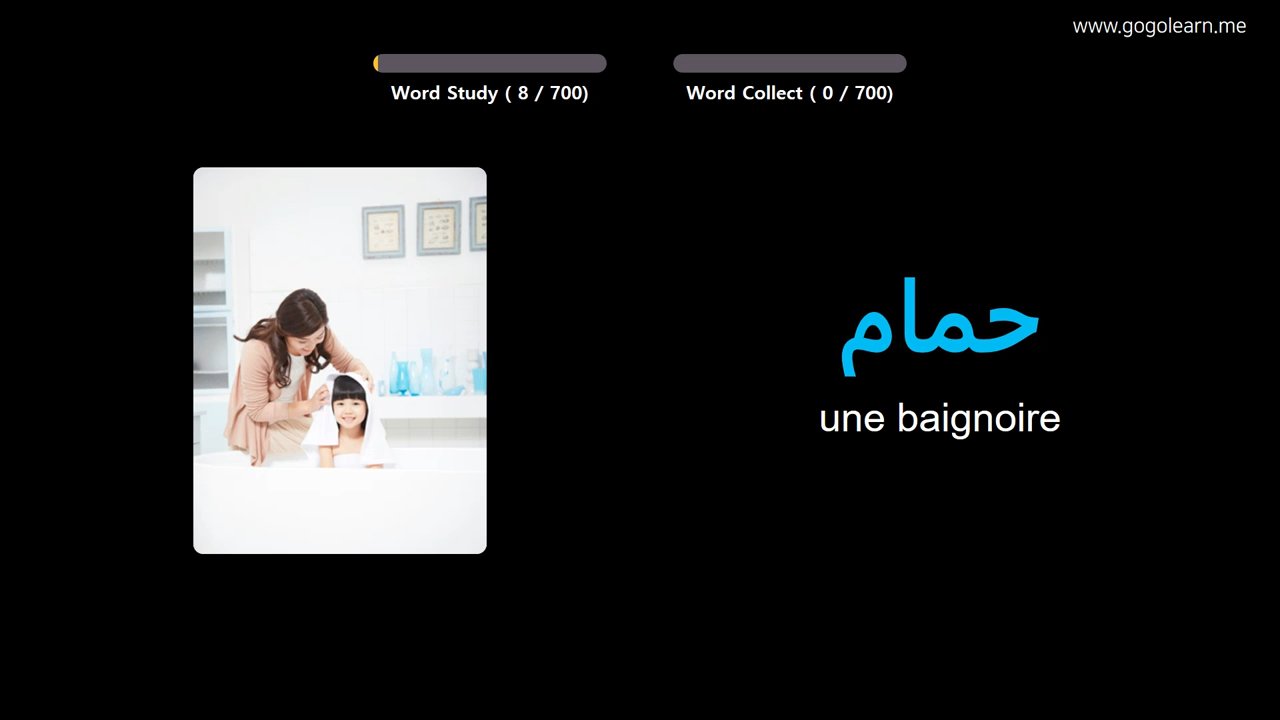 www.gogolearn.me
Word Study ( 8 / 700)
Word Collect ( 0 / 700)
حمام
une baignoire